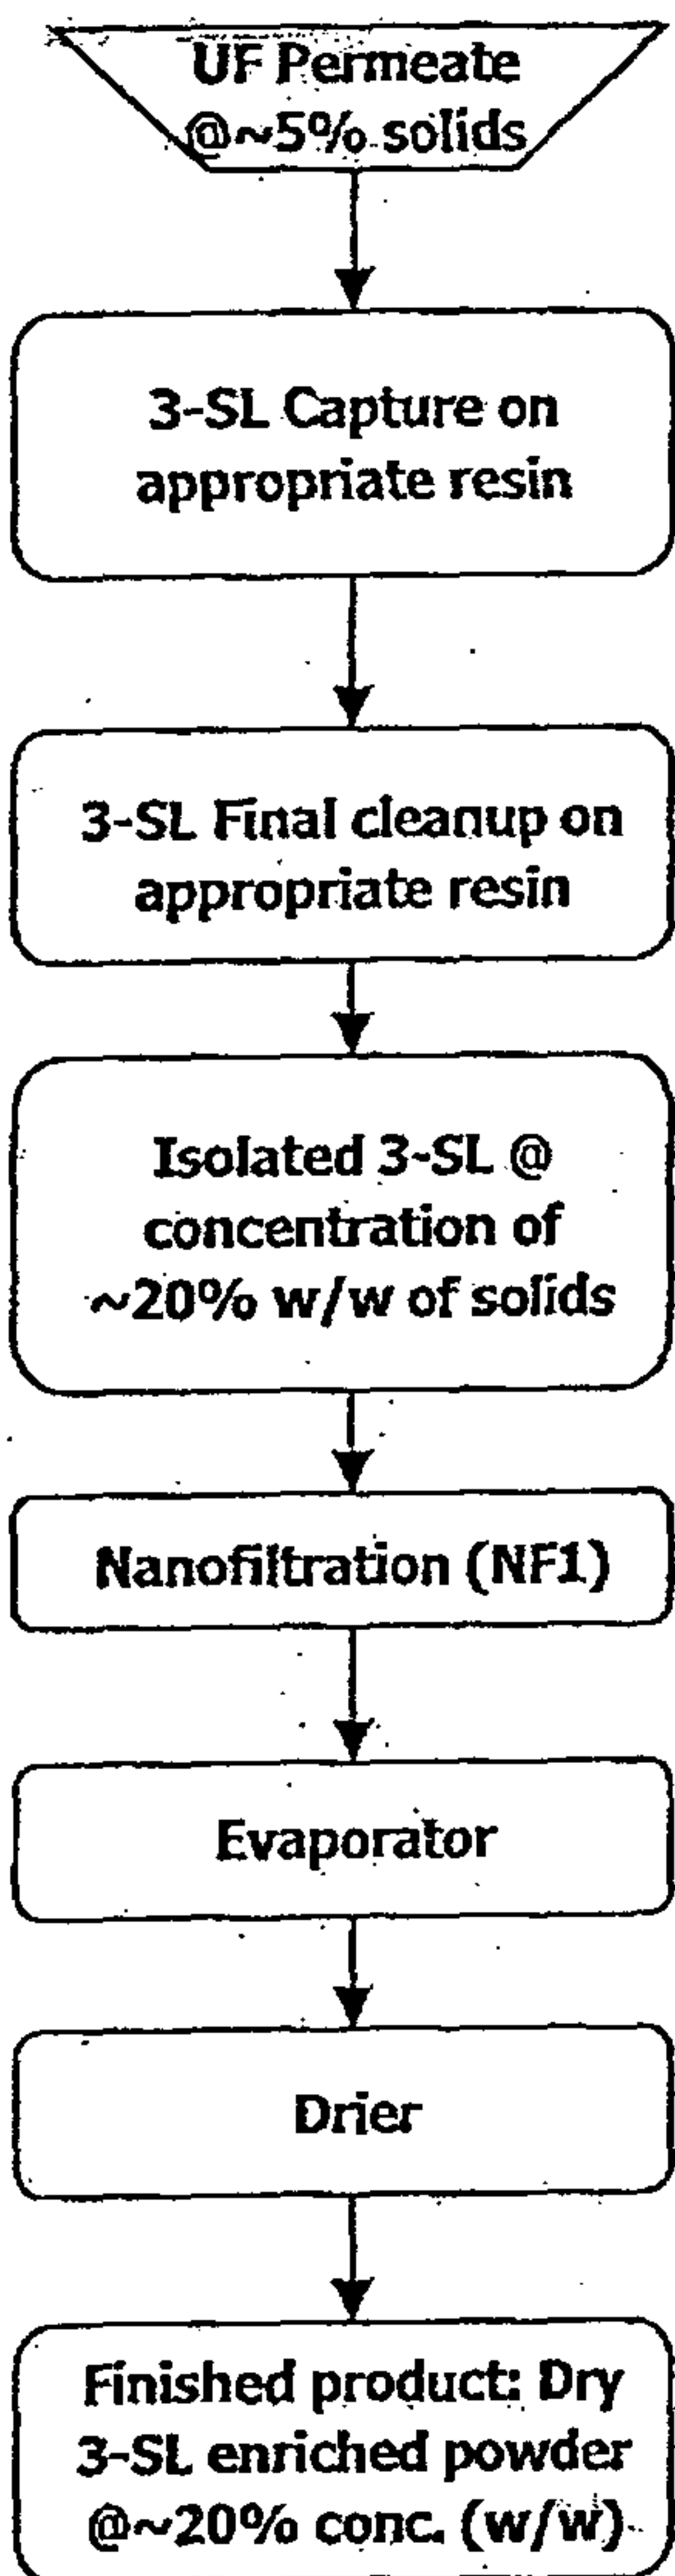 UF Permeate
@~5% solids
3-SL Capture on
appropriate resin
3-SL Final cleanup on
appropriate resin
Isolated 3-SL @
concentration of
~20% w/w of solids
Nanofiltration (NF1)
Evaporator
Drier
Finished product: Dry
3-SL enriched powder
@~20% conc. (w/w)